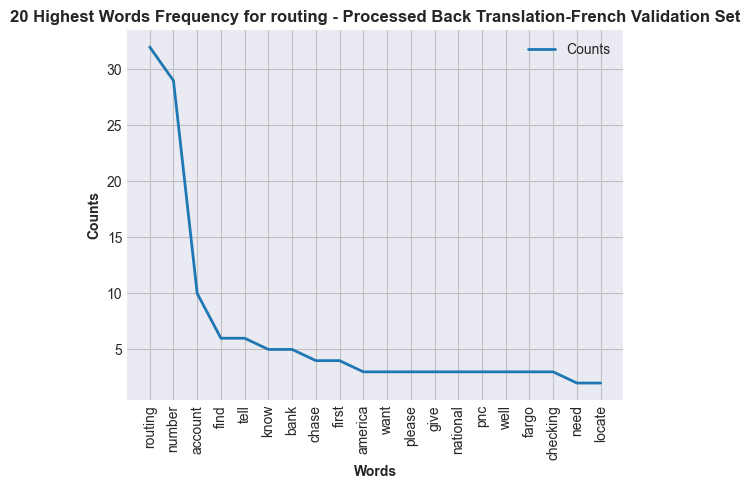 20 Highest Words Frequency for routing - Processed Back Translation-French Validation Set
Counts
30
25
20
15
10
5
Counts
routing
number
account
find
tell
know
bank
chase
first
america
want
please
give
national
pnc
well
fargo
checking
need
locate
Words